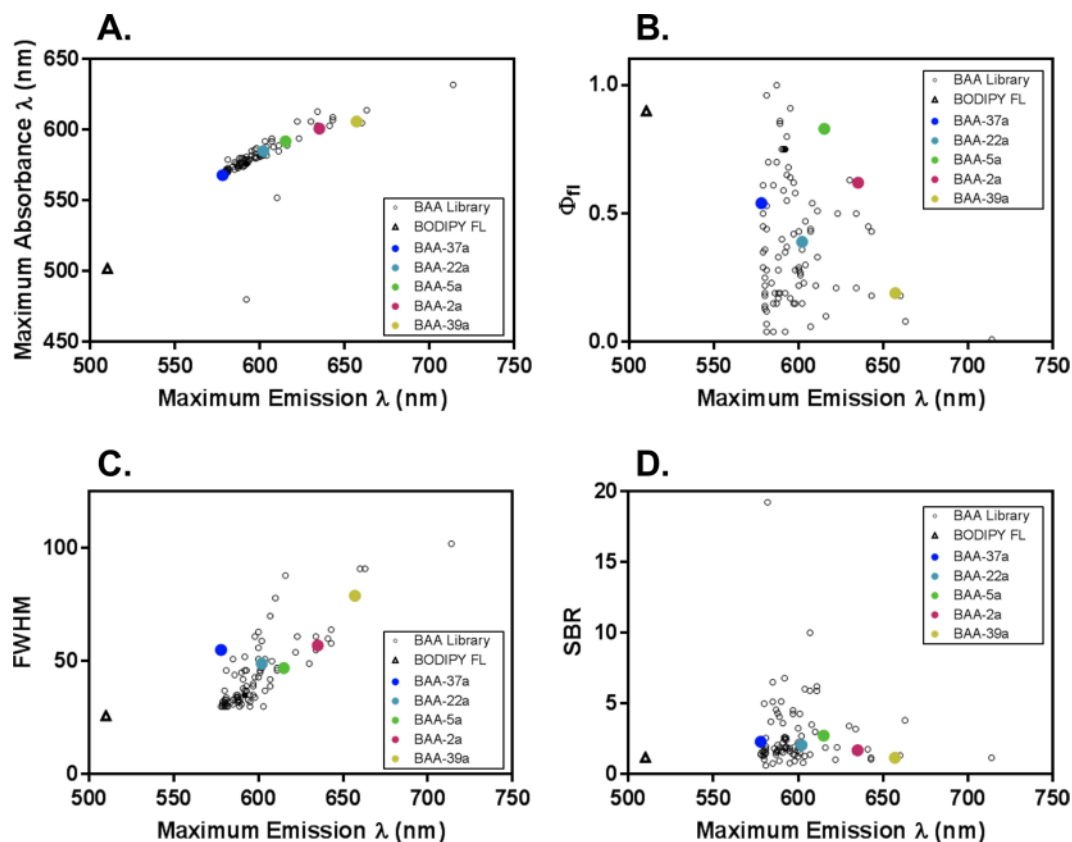 A.
Maximum Absorbance λ (nm)
650
600
550
500
450
500
550
600
650
700
750
Maximum Emission λ (nm)
BAA Library
BODIPY FL
BAA-37a
BAA-22a
BAA-5a
BAA-2a
BAA-39a
B.
Φfl
1.0
0.5
0.0
500
550
600
650
700
750
Maximum Emission λ (nm)
BAA Library
BODIPY FL
BAA-37a
BAA-22a
BAA-5a
BAA-2a
BAA-39a
C.
FWHM
100
50
0
500
550
600
650
700
750
Maximum Emission λ (nm)
BAA Library
BODIPY FL
BAA-37a
BAA-22a
BAA-5a
BAA-2a
BAA-39a
D.
SBR
20
15
10
5
0
500
550
600
650
700
750
Maximum Emission λ (nm)
BAA Library
BODIPY FL
BAA-37a
BAA-22a
BAA-5a
BAA-2a
BAA-39a